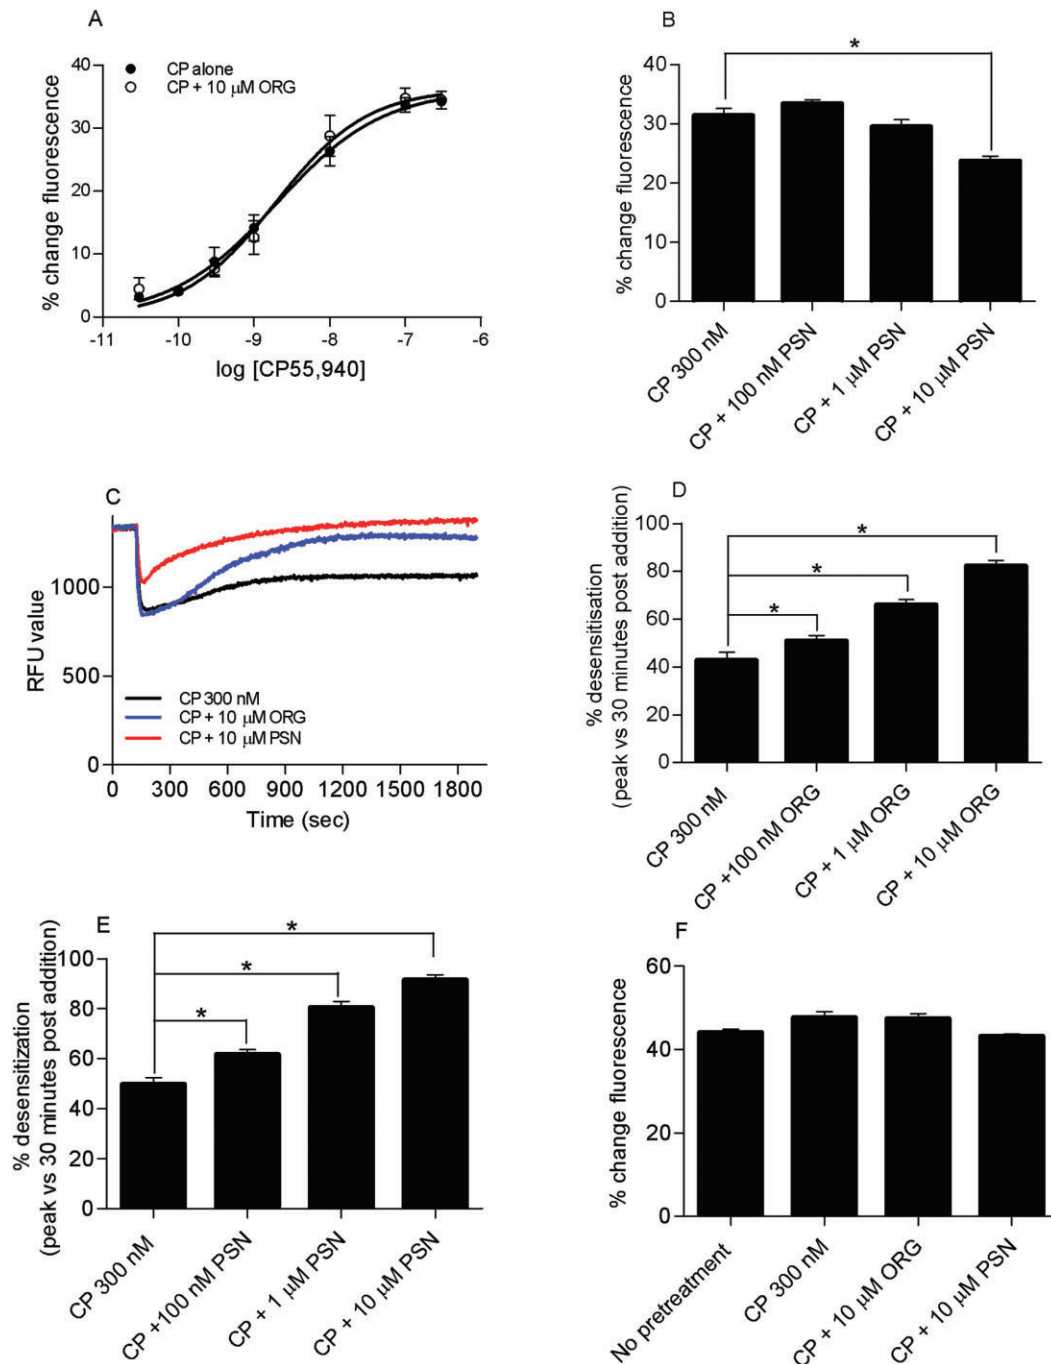 A
CP alone
CP + 10 μM ORG
% change fluorescence
40
30
20
10
0
-11 -10 -9 -8 -7 -6
log [CP55,940]
B
*
% change fluorescence
40
30
20
10
0
CP 300 nM
CP + 100 nM PSN
CP + 1 μM PSN
CP + 10 μM PSN
C
RFU value
1000
500
0
CP 300 nM
CP + 10 μM ORG
CP + 10 μM PSN
0 300 600 900 1200 1500 1800
Time (sec)
D
% desensitisation
(peak vs 30 minutes post addition)
100
80
60
40
20
0
*
*
*
CP 300 nM
CP +100 nM ORG
CP + 1 μM ORG
CP + 10 μM ORG
E
% desensitization
(peak vs 30 minutes post addition)
100
80
60
40
20
0
*
*
*
CP 300 nM
CP +100 nM PSN
CP + 1 μM PSN
CP + 10 μM PSN
F
% change fluorescence
60
40
20
0
No pretreatment
CP 300 nM
CP + 10 μM ORG
CP + 10 μM PSN